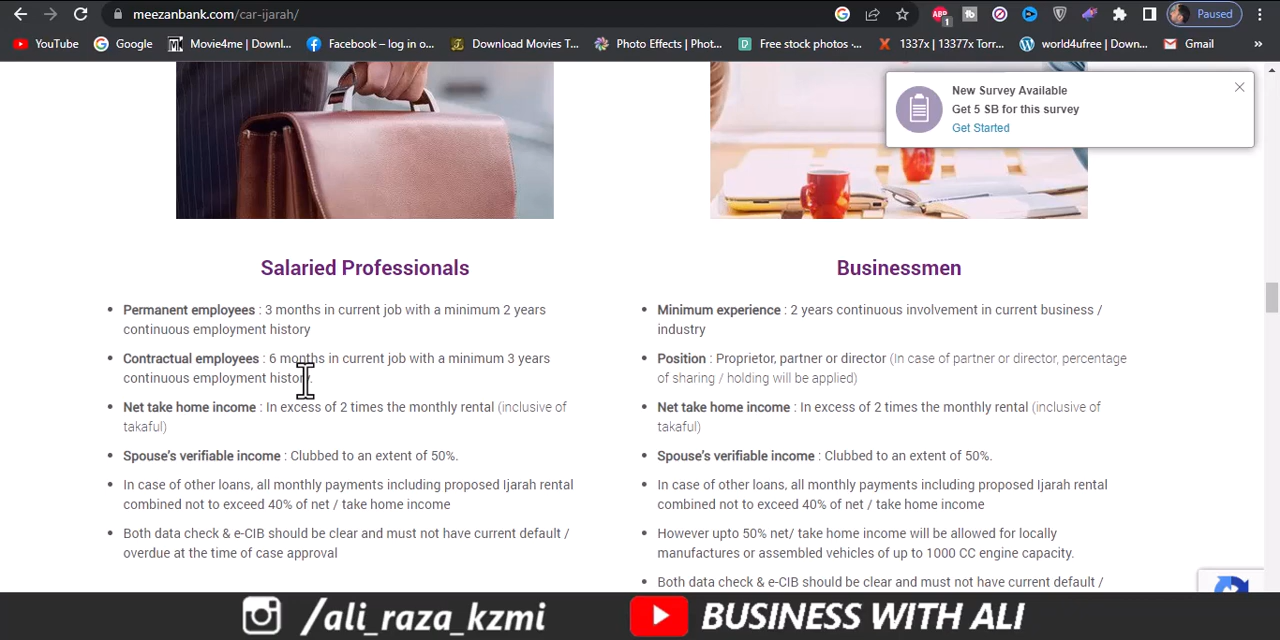 meezanbank.com/car-ijarah/
ABP
1
tb
Paused
YouTube
Google
Movie4me | Downl...
Facebook – log in o...
Download Movies T...
Photo Effects | Phot...
Free stock photos -...
1337x | 13377x Torr...
world4ufree | Down...
Gmail
»
New Survey Available
Get 5 SB for this survey
Get Started
Salaried Professionals
Permanent employees : 3 months in current job with a minimum 2 years
continuous employment history
Contractual employees : 6 months in current job with a minimum 3 years
continuous employment history.
Net take home income : In excess of 2 times the monthly rental (inclusive of
takaful)
Spouse's verifiable income : Clubbed to an extent of 50%.
In case of other loans, all monthly payments including proposed Ijarah rental
combined not to exceed 40% of net / take home income
Both data check & e-CIB should be clear and must not have current default /
overdue at the time of case approval
Businessmen
Minimum experience : 2 years continuous involvement in current business /
industry
Position : Proprietor, partner or director (In case of partner or director, percentage
of sharing / holding will be applied)
Net take home income : In excess of 2 times the monthly rental (inclusive of
takaful)
Spouse's verifiable income : Clubbed to an extent of 50%.
In case of other loans, all monthly payments including proposed Ijarah rental
combined not to exceed 40% of net / take home income
However upto 50% net/ take home income will be allowed for locally
manufactures or assembled vehicles of up to 1000 CC engine capacity.
Both data check & e-CIB should be clear and must not have current default /
/ali_raza_kzmi
BUSINESS WITH ALI